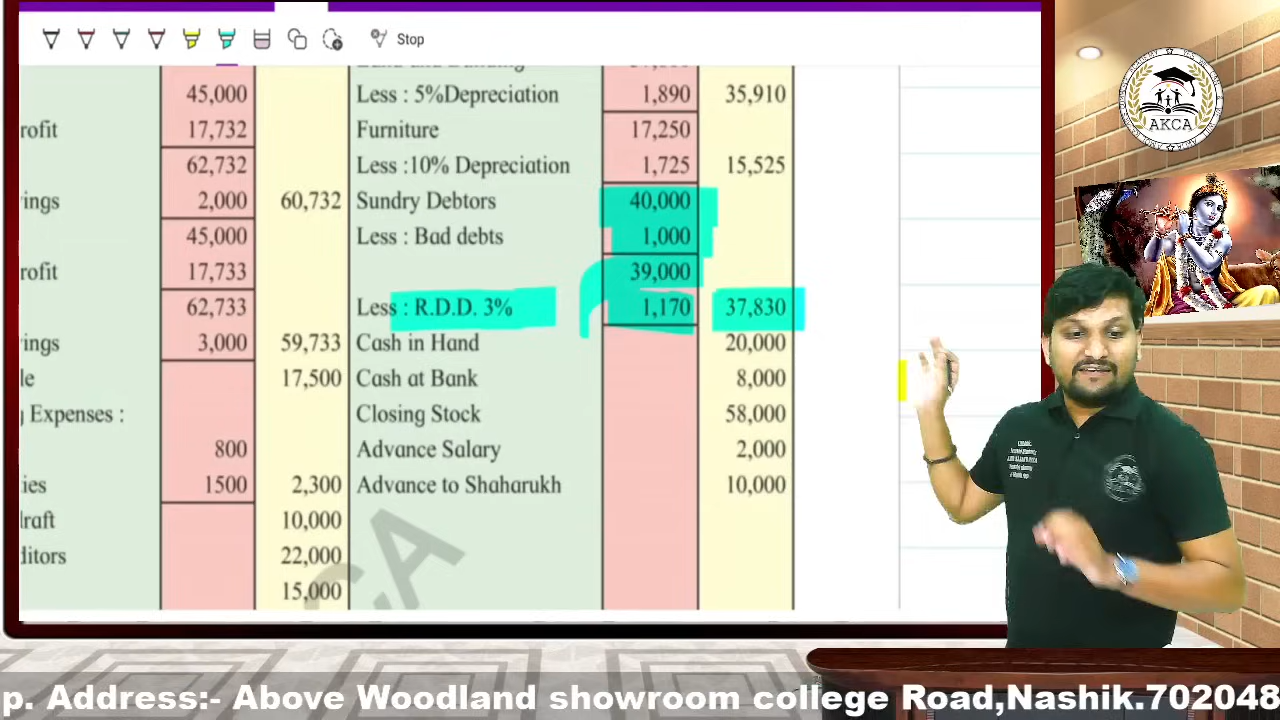 Stop
45,000 Less : 5%Depreciation 1,890 35,910
rofit 17,732 Furniture 17,250
62,732 Less :10% Depreciation 1,725 15,525
ings 2,000 60,732 Sundry Debtors 40,000
45,000 Less : Bad debts 1,000
rofit 17,733 39,000
62,733 Less : R.D.D. 3% 1,170 37,830
ings 3,000 59,733 Cash in Hand 20,000
le 17,500 Cash at Bank 8,000
g Expenses : Closing Stock 58,000
800 Advance Salary 2,000
ies 1500 2,300 Advance to Shaharukh 10,000
draft 10,000
ditors 22,000
15,000
CA
AKCA
p. Address:- Above Woodland showroom college Road,Nashik.702048